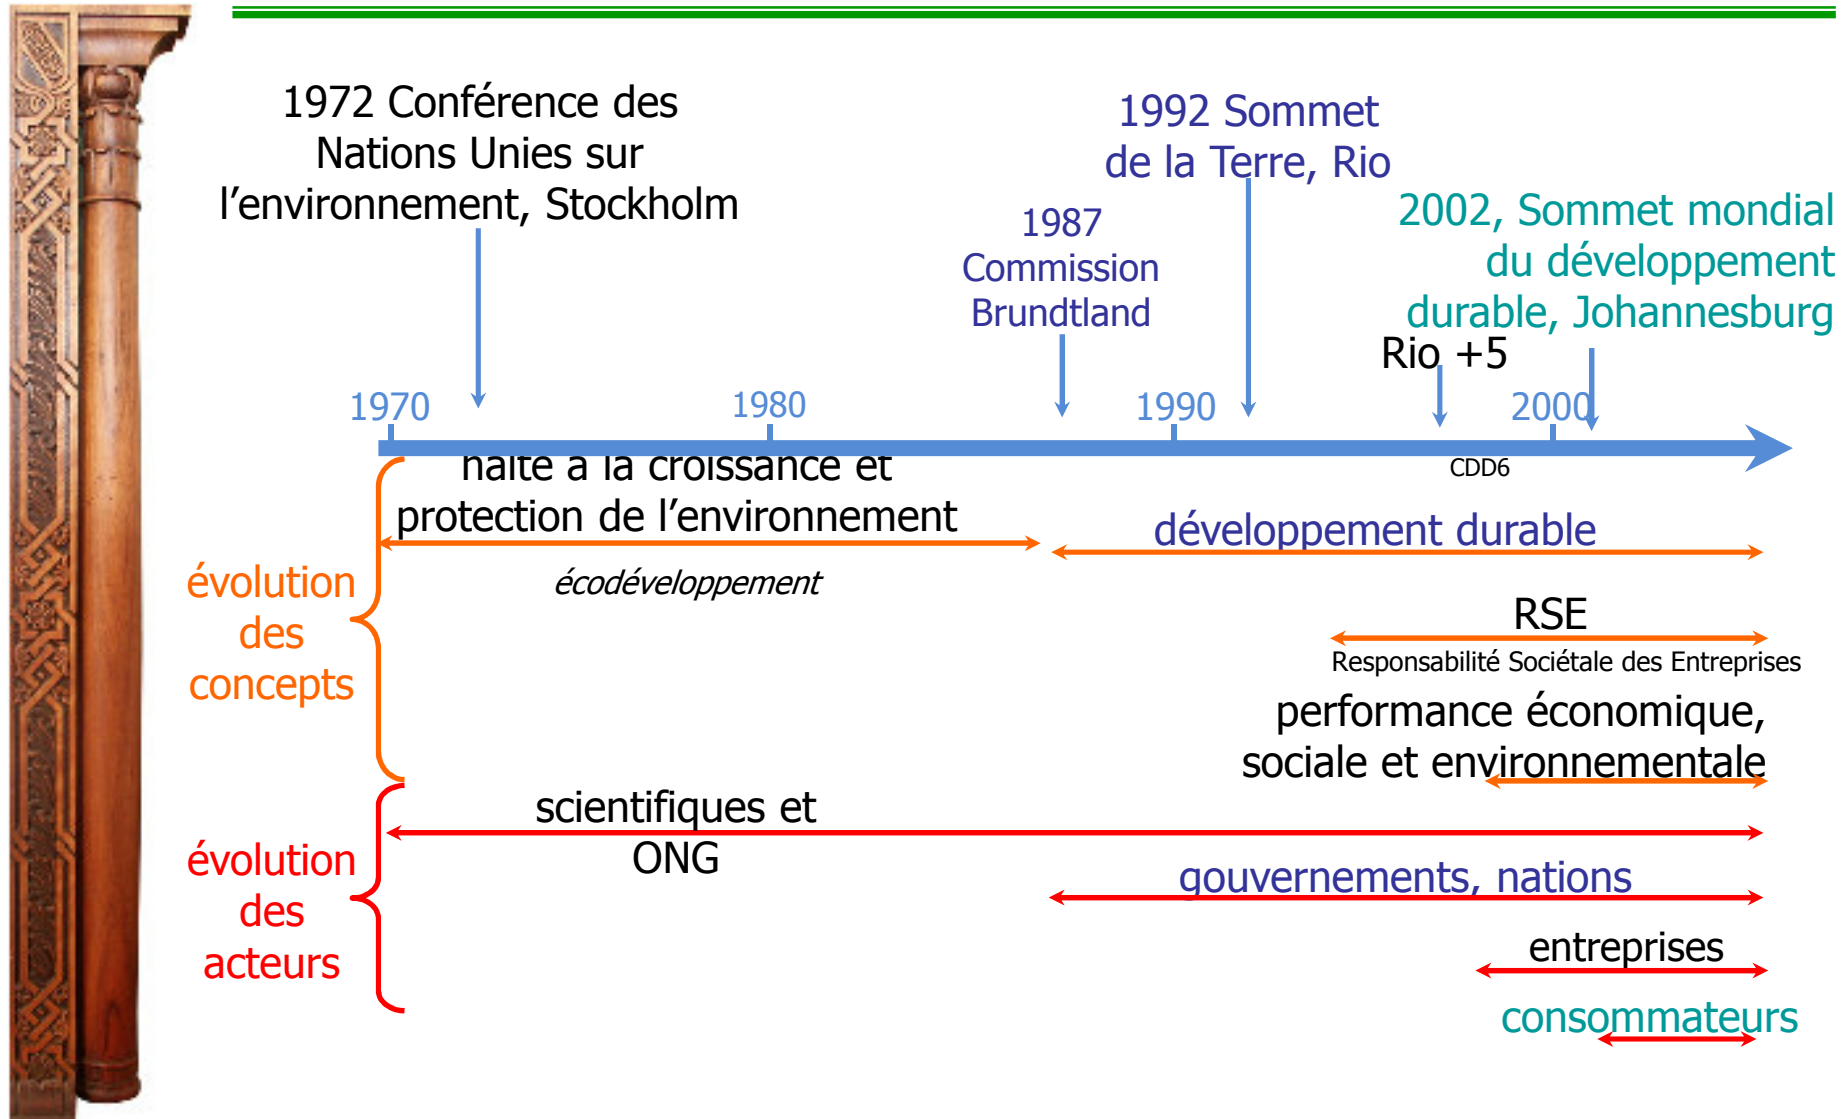 1972 Conférence des
Nations Unies sur
l’environnement, Stockholm
1987
Commission
Brundtland
1992 Sommet
de la Terre, Rio
2002, Sommet mondial
du développement
durable, Johannesburg
Rio +5
1970
1980
1990
2000
CDD6
évolution
des
concepts
halte à la croissance et
protection de l’environnement
écodéveloppement
développement durable
RSE
Responsabilité Sociétale des Entreprises
performance économique,
sociale et environnementale
évolution
des
acteurs
scientifiques et
ONG
gouvernements, nations
entreprises
consommateurs